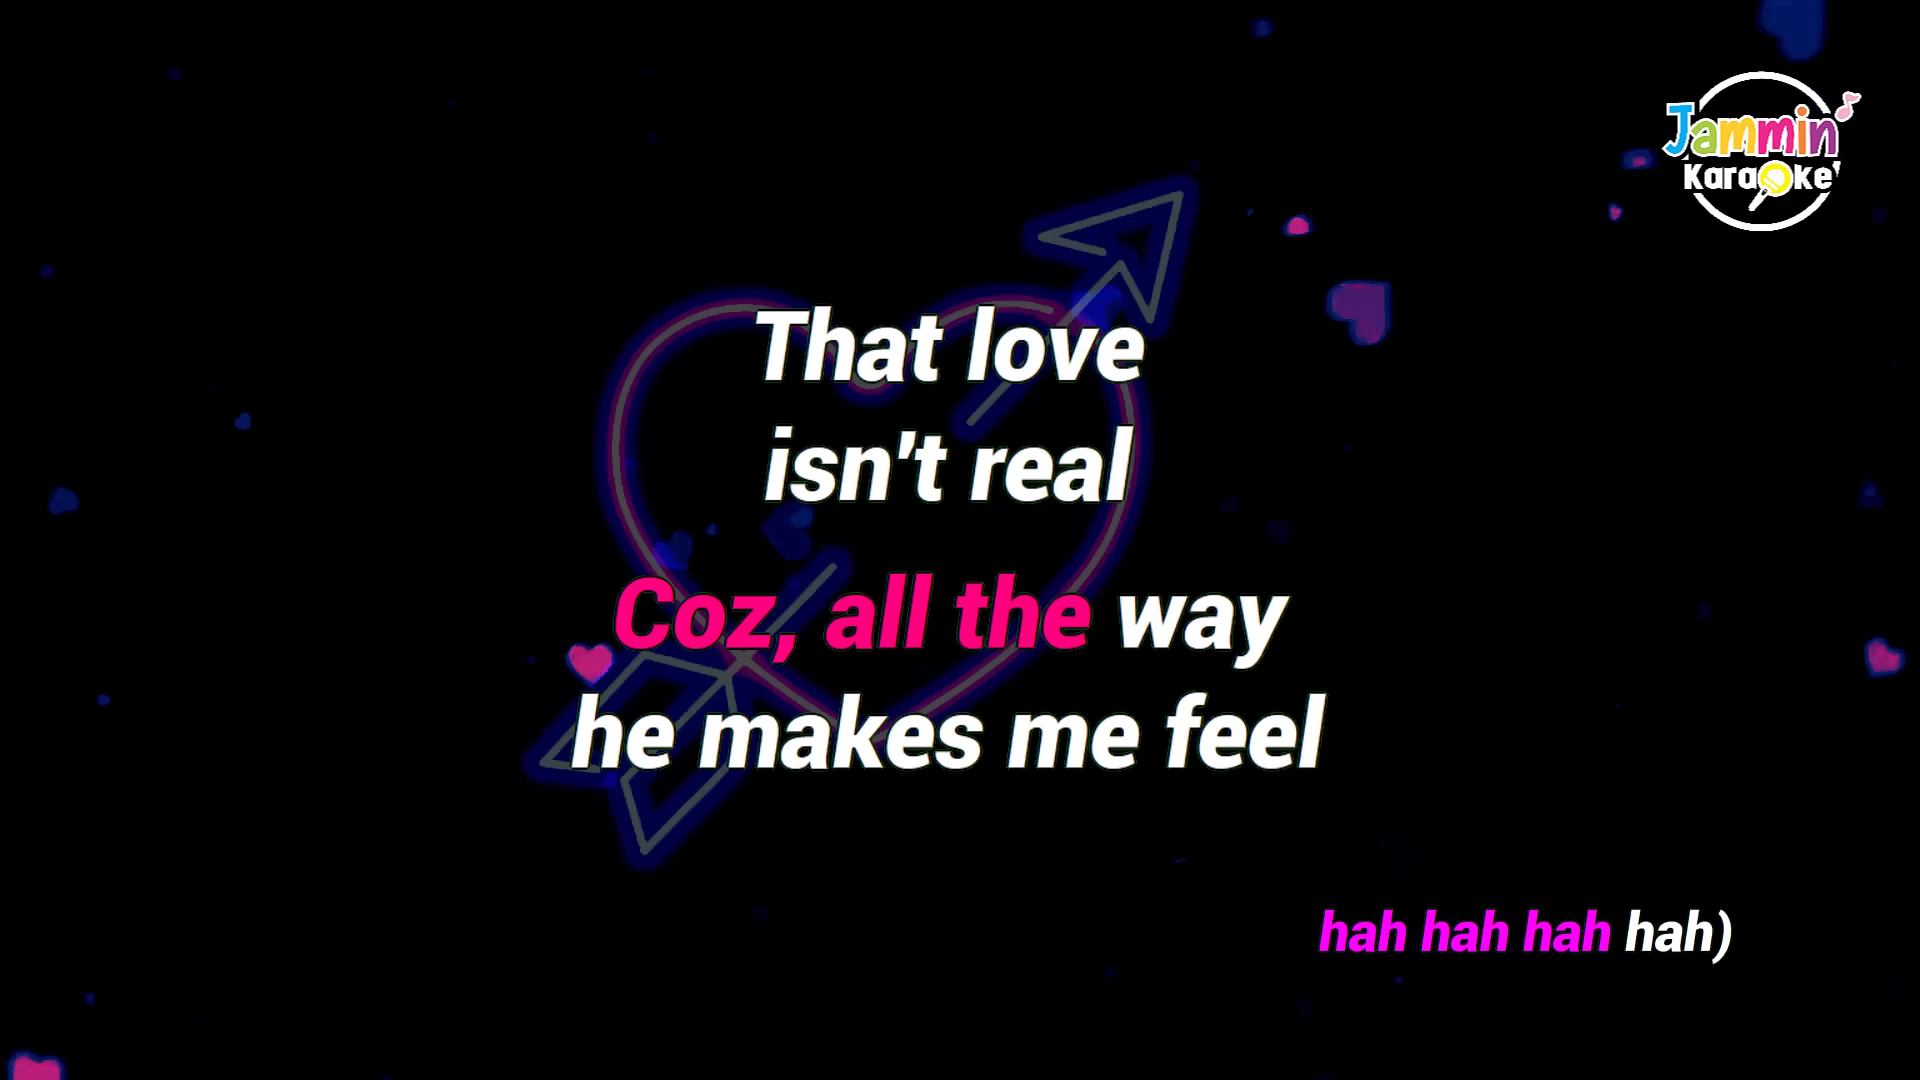 Jammin'
Karaoke
That love
isn't real
Coz, all the way
he makes me feel
hah hah hah hah)